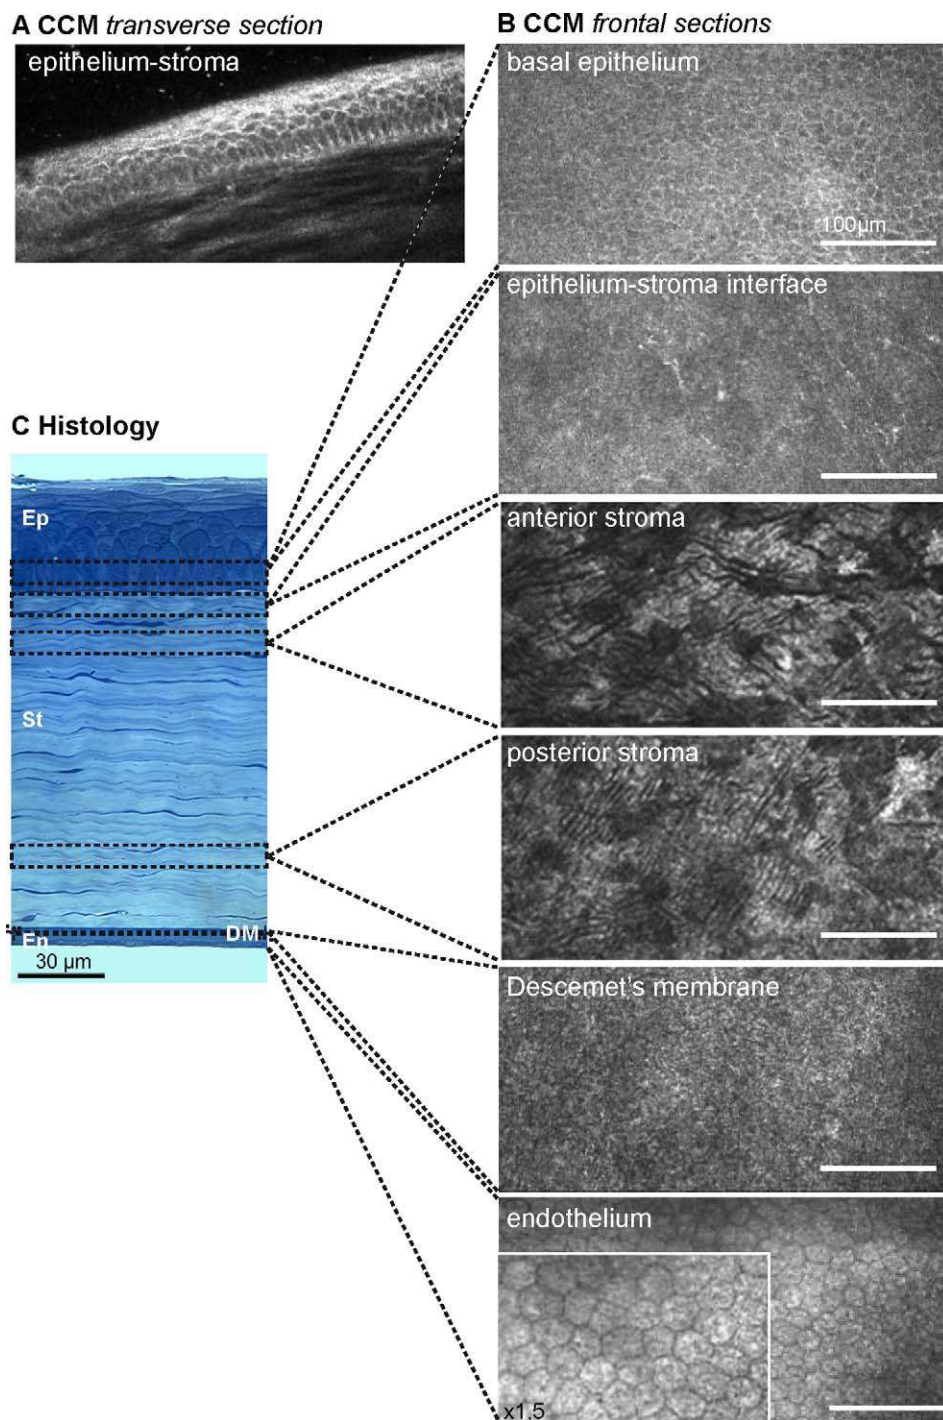 A CCM transverse section
epithelium-stroma
B CCM frontal sections
basal epithelium
100µm
epithelium-stroma interface
anterior stroma
posterior stroma
Descemet's membrane
endothelium
x1,5
C Histology
Ep
St
DM
En
30 µm